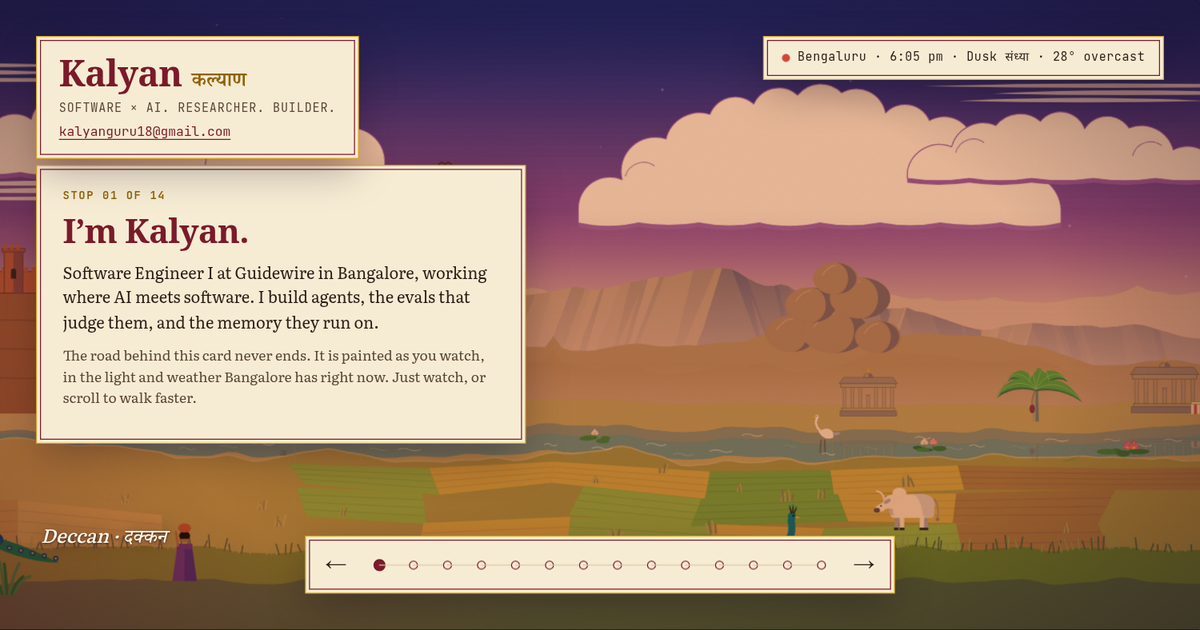 Kalyan कल्याण
SOFTWARE × AI. RESEARCHER. BUILDER.
kalyanguru18@gmail.com
Bengaluru · 6:05 pm · Dusk संध्या · 28° overcast
STOP 01 OF 14
I’m Kalyan.
Software Engineer I at Guidewire in Bangalore, working
where AI meets software. I build agents, the evals that
judge them, and the memory they run on.
The road behind this card never ends. It is painted as you watch,
in the light and weather Bangalore has right now. Just watch, or
scroll to walk faster.
Deccan · दक्कन
← →